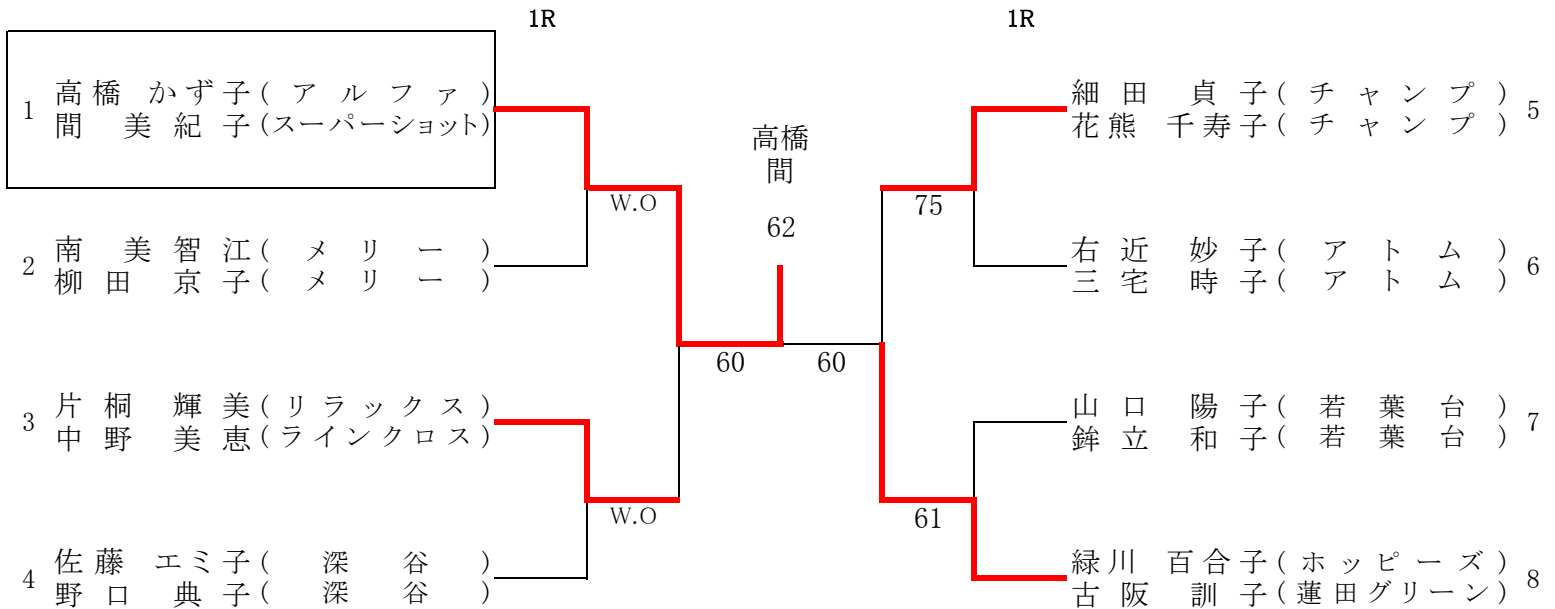 1R
1R
1 高橋 かず子(アルファ)
間 美紀子(スーパーショット)
W.O
2 南 美智江(メリー)
柳田 京子(メリー)
3 片桐 輝美(リラックス)
中野 美恵(ラインクロス)
W.O
4 佐藤 エミ子(深谷)
野口 典子(深谷)
60
高橋
間
62
60
細田 貞子(チャンプ) 5
花熊 千寿子(チャンプ)
75
右近 妙子(アトム) 6
三宅 時子(アトム)
山口 陽子(若葉台) 7
鉾立 和子(若葉台)
61
緑川 百合子(ホッピーズ) 8
古阪 訓子(蓮田グリーン)